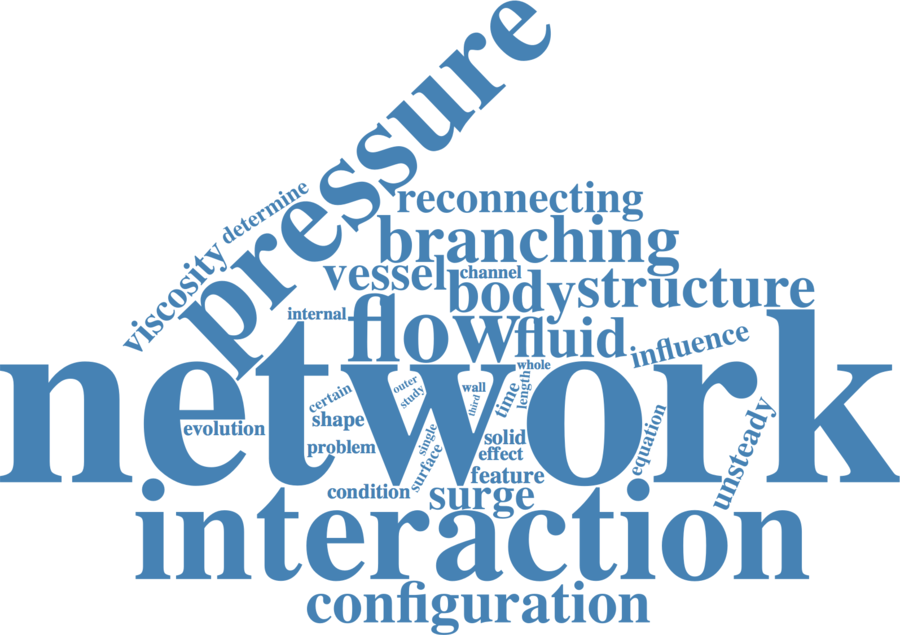 pressure
determine
reconnecting
viscosity
branching
vessel
channel
body
structure
internal
flow
fluid
influence
network
whole
certain
outer
study
wall
third
time
length
shape
evolution
problem
single
surface
solid
effect
equation
unsteady
feature
condition
surge
interaction
configuration